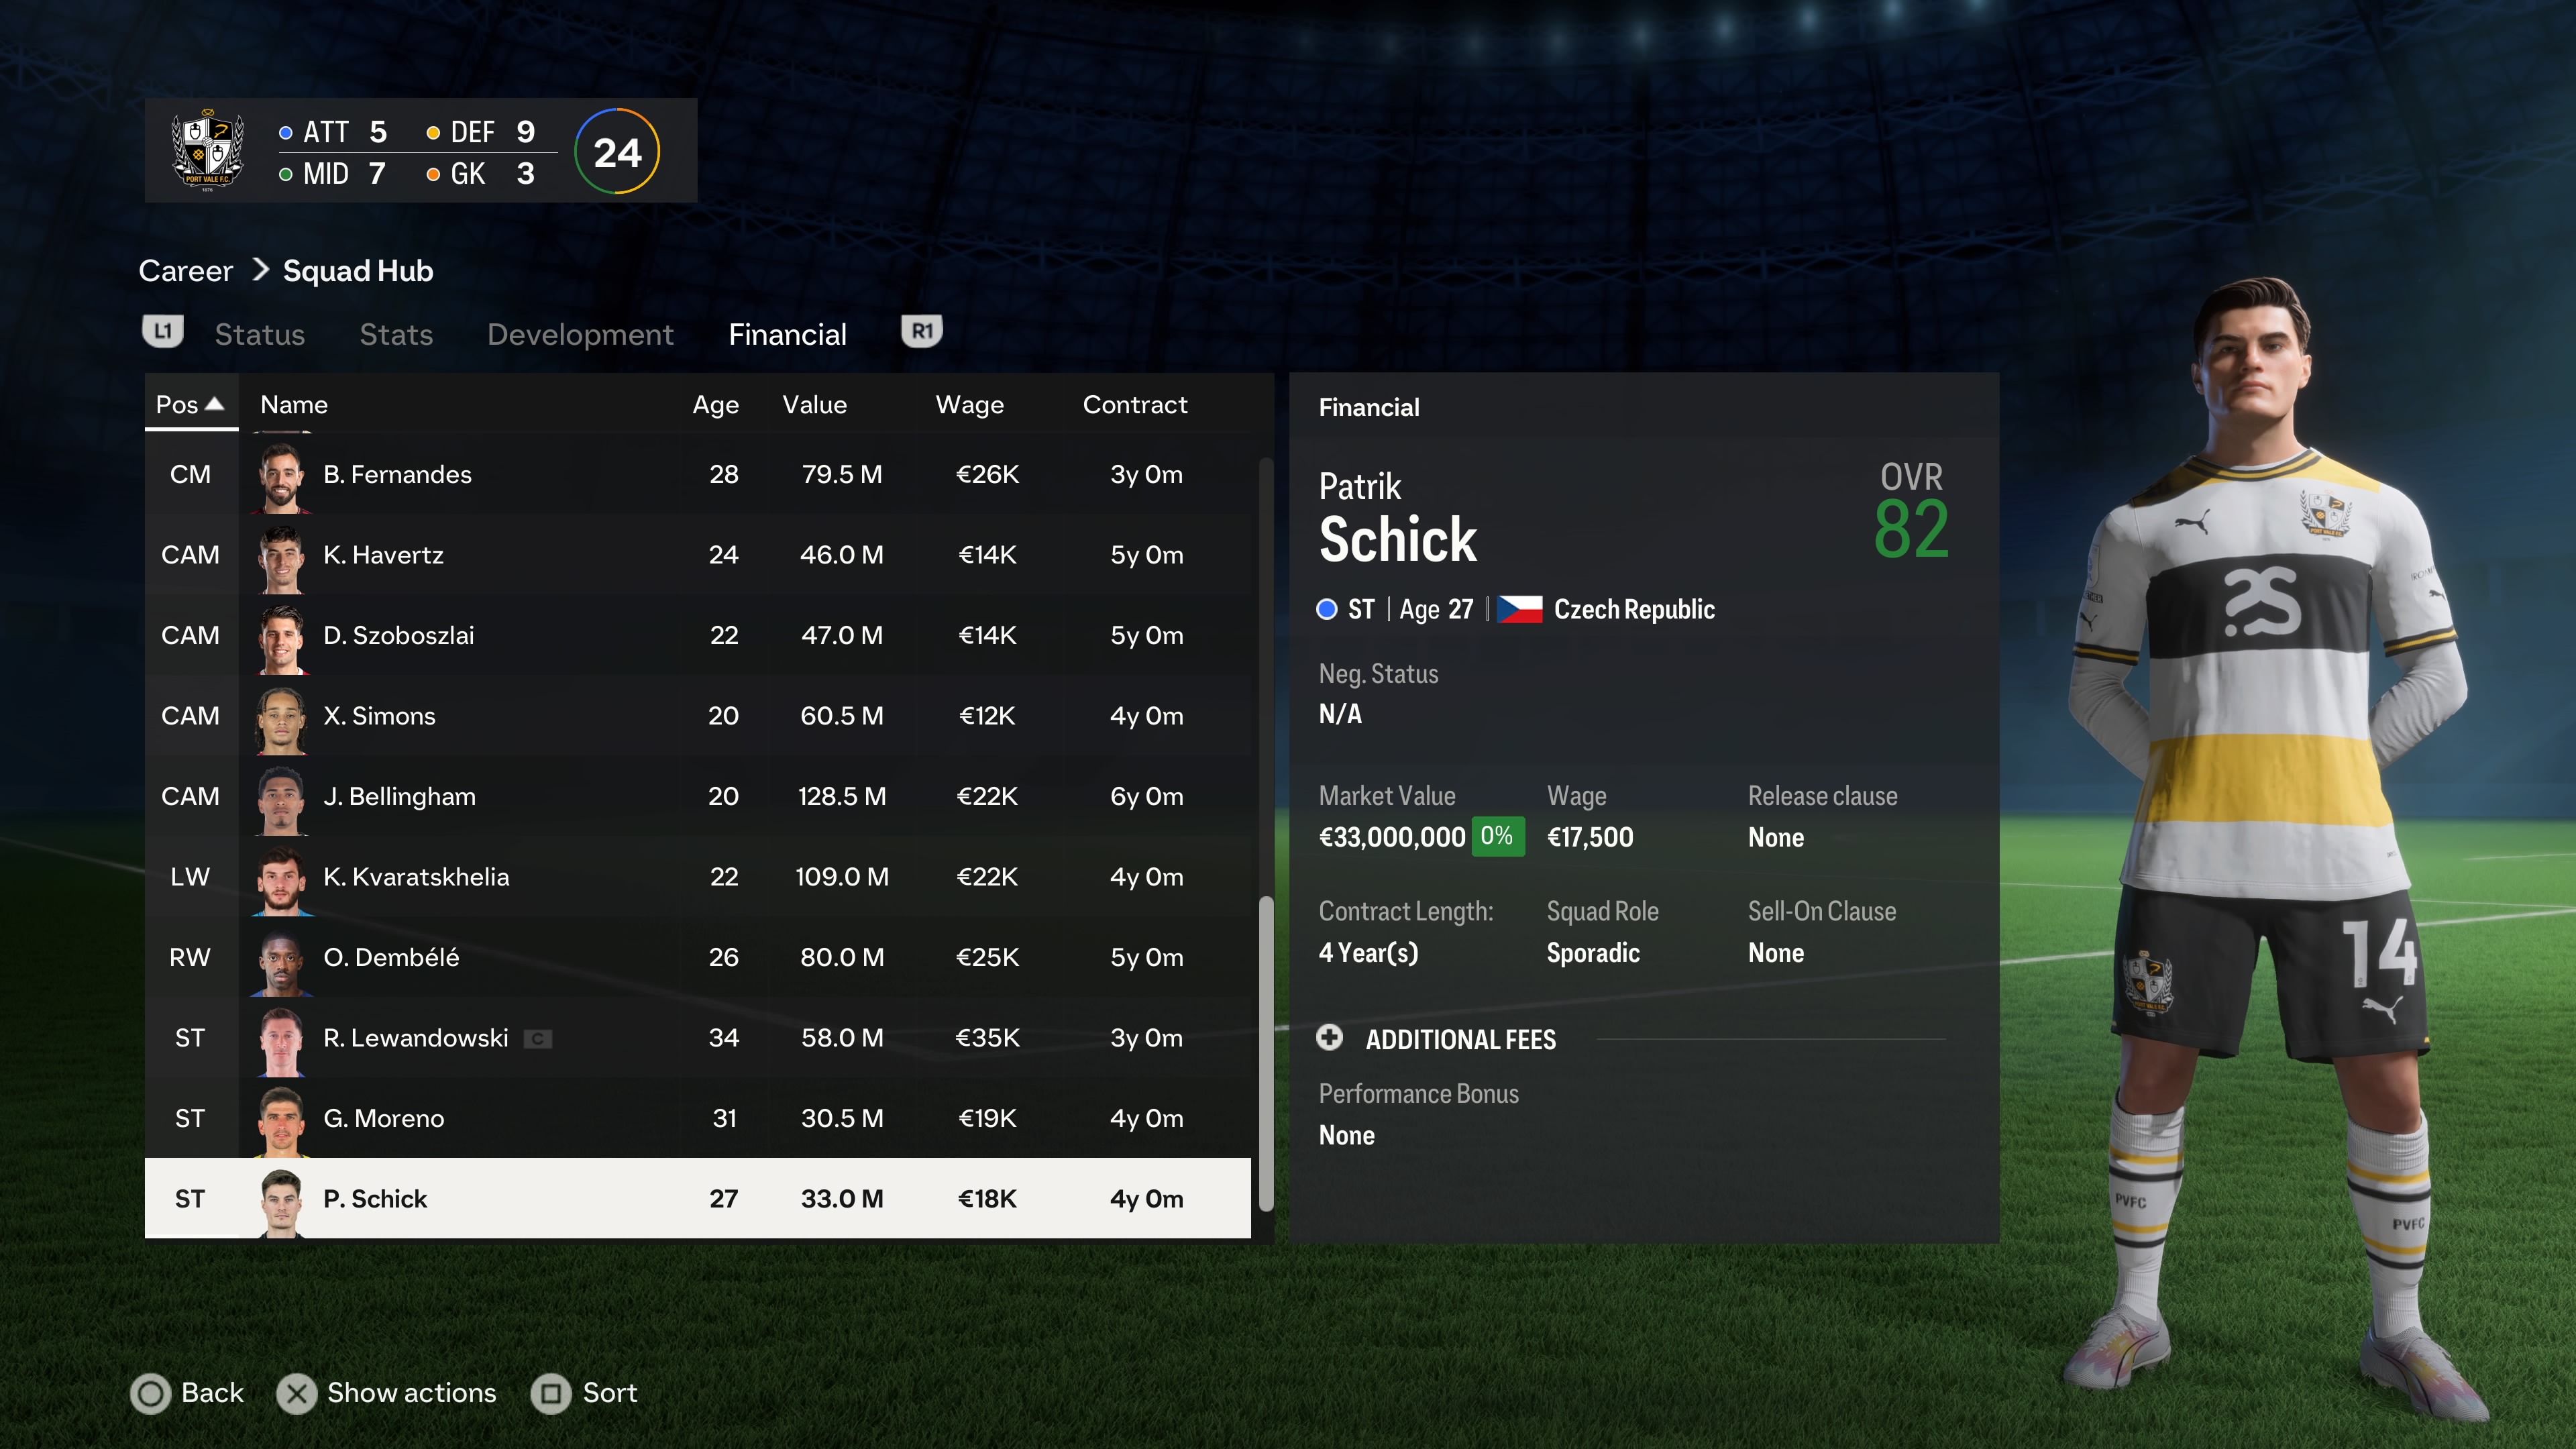 ATT 5 DEF 9
MID 7 GK 3
24
PORT VALE F.C.
1876
Career > Squad Hub
L1 Status Stats Development Financial R1
Pos Name Age Value Wage Contract
CM B. Fernandes 28 79.5 M €26K 3y 0m
CAM K. Havertz 24 46.0 M €14K 5y 0m
CAM D. Szoboszlai 22 47.0 M €14K 5y 0m
CAM X. Simons 20 60.5 M €12K 4y 0m
CAM J. Bellingham 20 128.5 M €22K 6y 0m
LW K. Kvaratskhelia 22 109.0 M €22K 4y 0m
RW O. Dembélé 26 80.0 M €25K 5y 0m
ST R. Lewandowski C 34 58.0 M €35K 3y 0m
ST G. Moreno 31 30.5 M €19K 4y 0m
ST P. Schick 27 33.0 M €18K 4y 0m
Financial
Patrik
Schick
OVR
82
ST | Age 27 | Czech Republic
Neg. Status
N/A
Market Value Wage Release clause
€33,000,000 0% €17,500 None
Contract Length: Squad Role Sell-On Clause
4 Year(s) Sporadic None
ADDITIONAL FEES
Performance Bonus
None
14
PVFC
PVFC
Back Show actions Sort